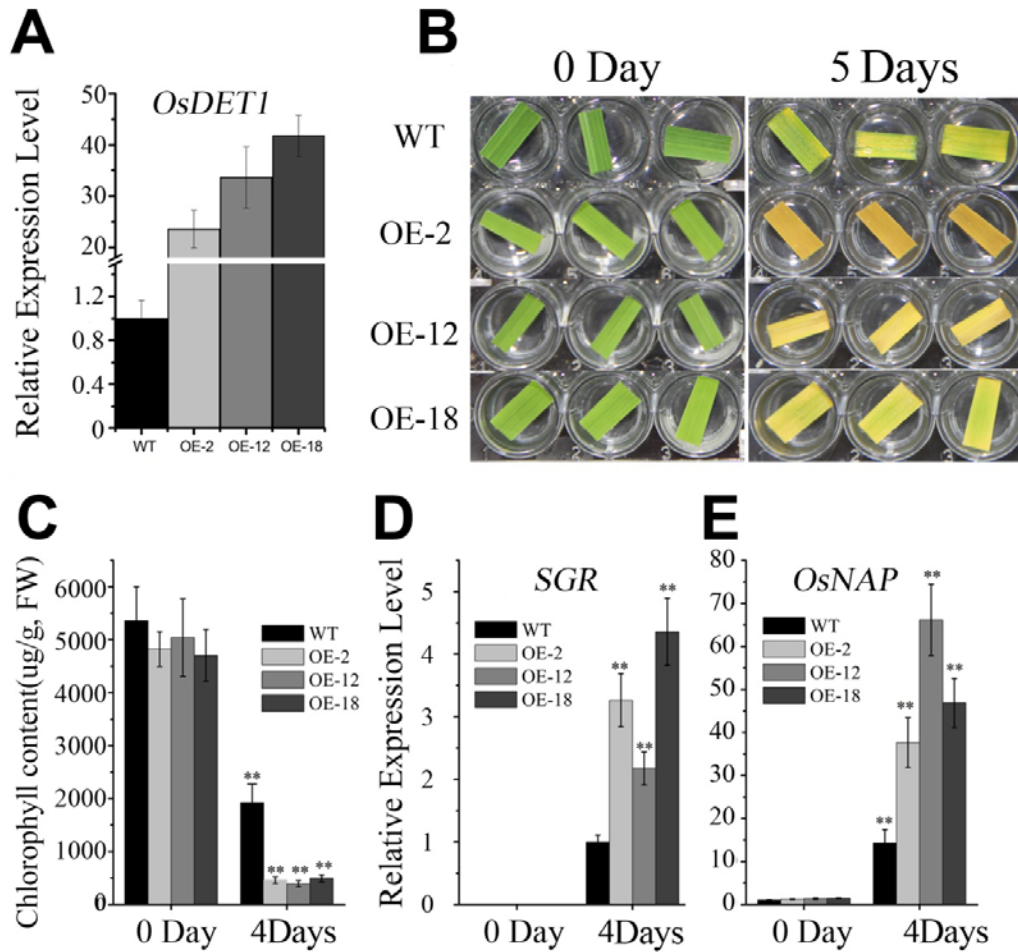 A
Relative Expression Level
OsDET1
50
40
30
20
1.2
0.8
0.4
0
WT OE-2 OE-12 OE-18
B
0 Day 5 Days
WT
OE-2
OE-12
OE-18
C
Chlorophyll content(ug/g, FW)
6000
5000
4000
3000
2000
1000
0
WT
OE-2
OE-12
OE-18
**
** ** **
0 Day 4Days
D
Relative Expression Level
SGR
5
4
3
2
1
0
WT
OE-2
OE-12
OE-18
**
**
**
4Days
E
OsNAP
80
70
60
50
40
30
20
10
0
WT
OE-2
OE-12
OE-18
**
**
**
**
0 Day 4Days